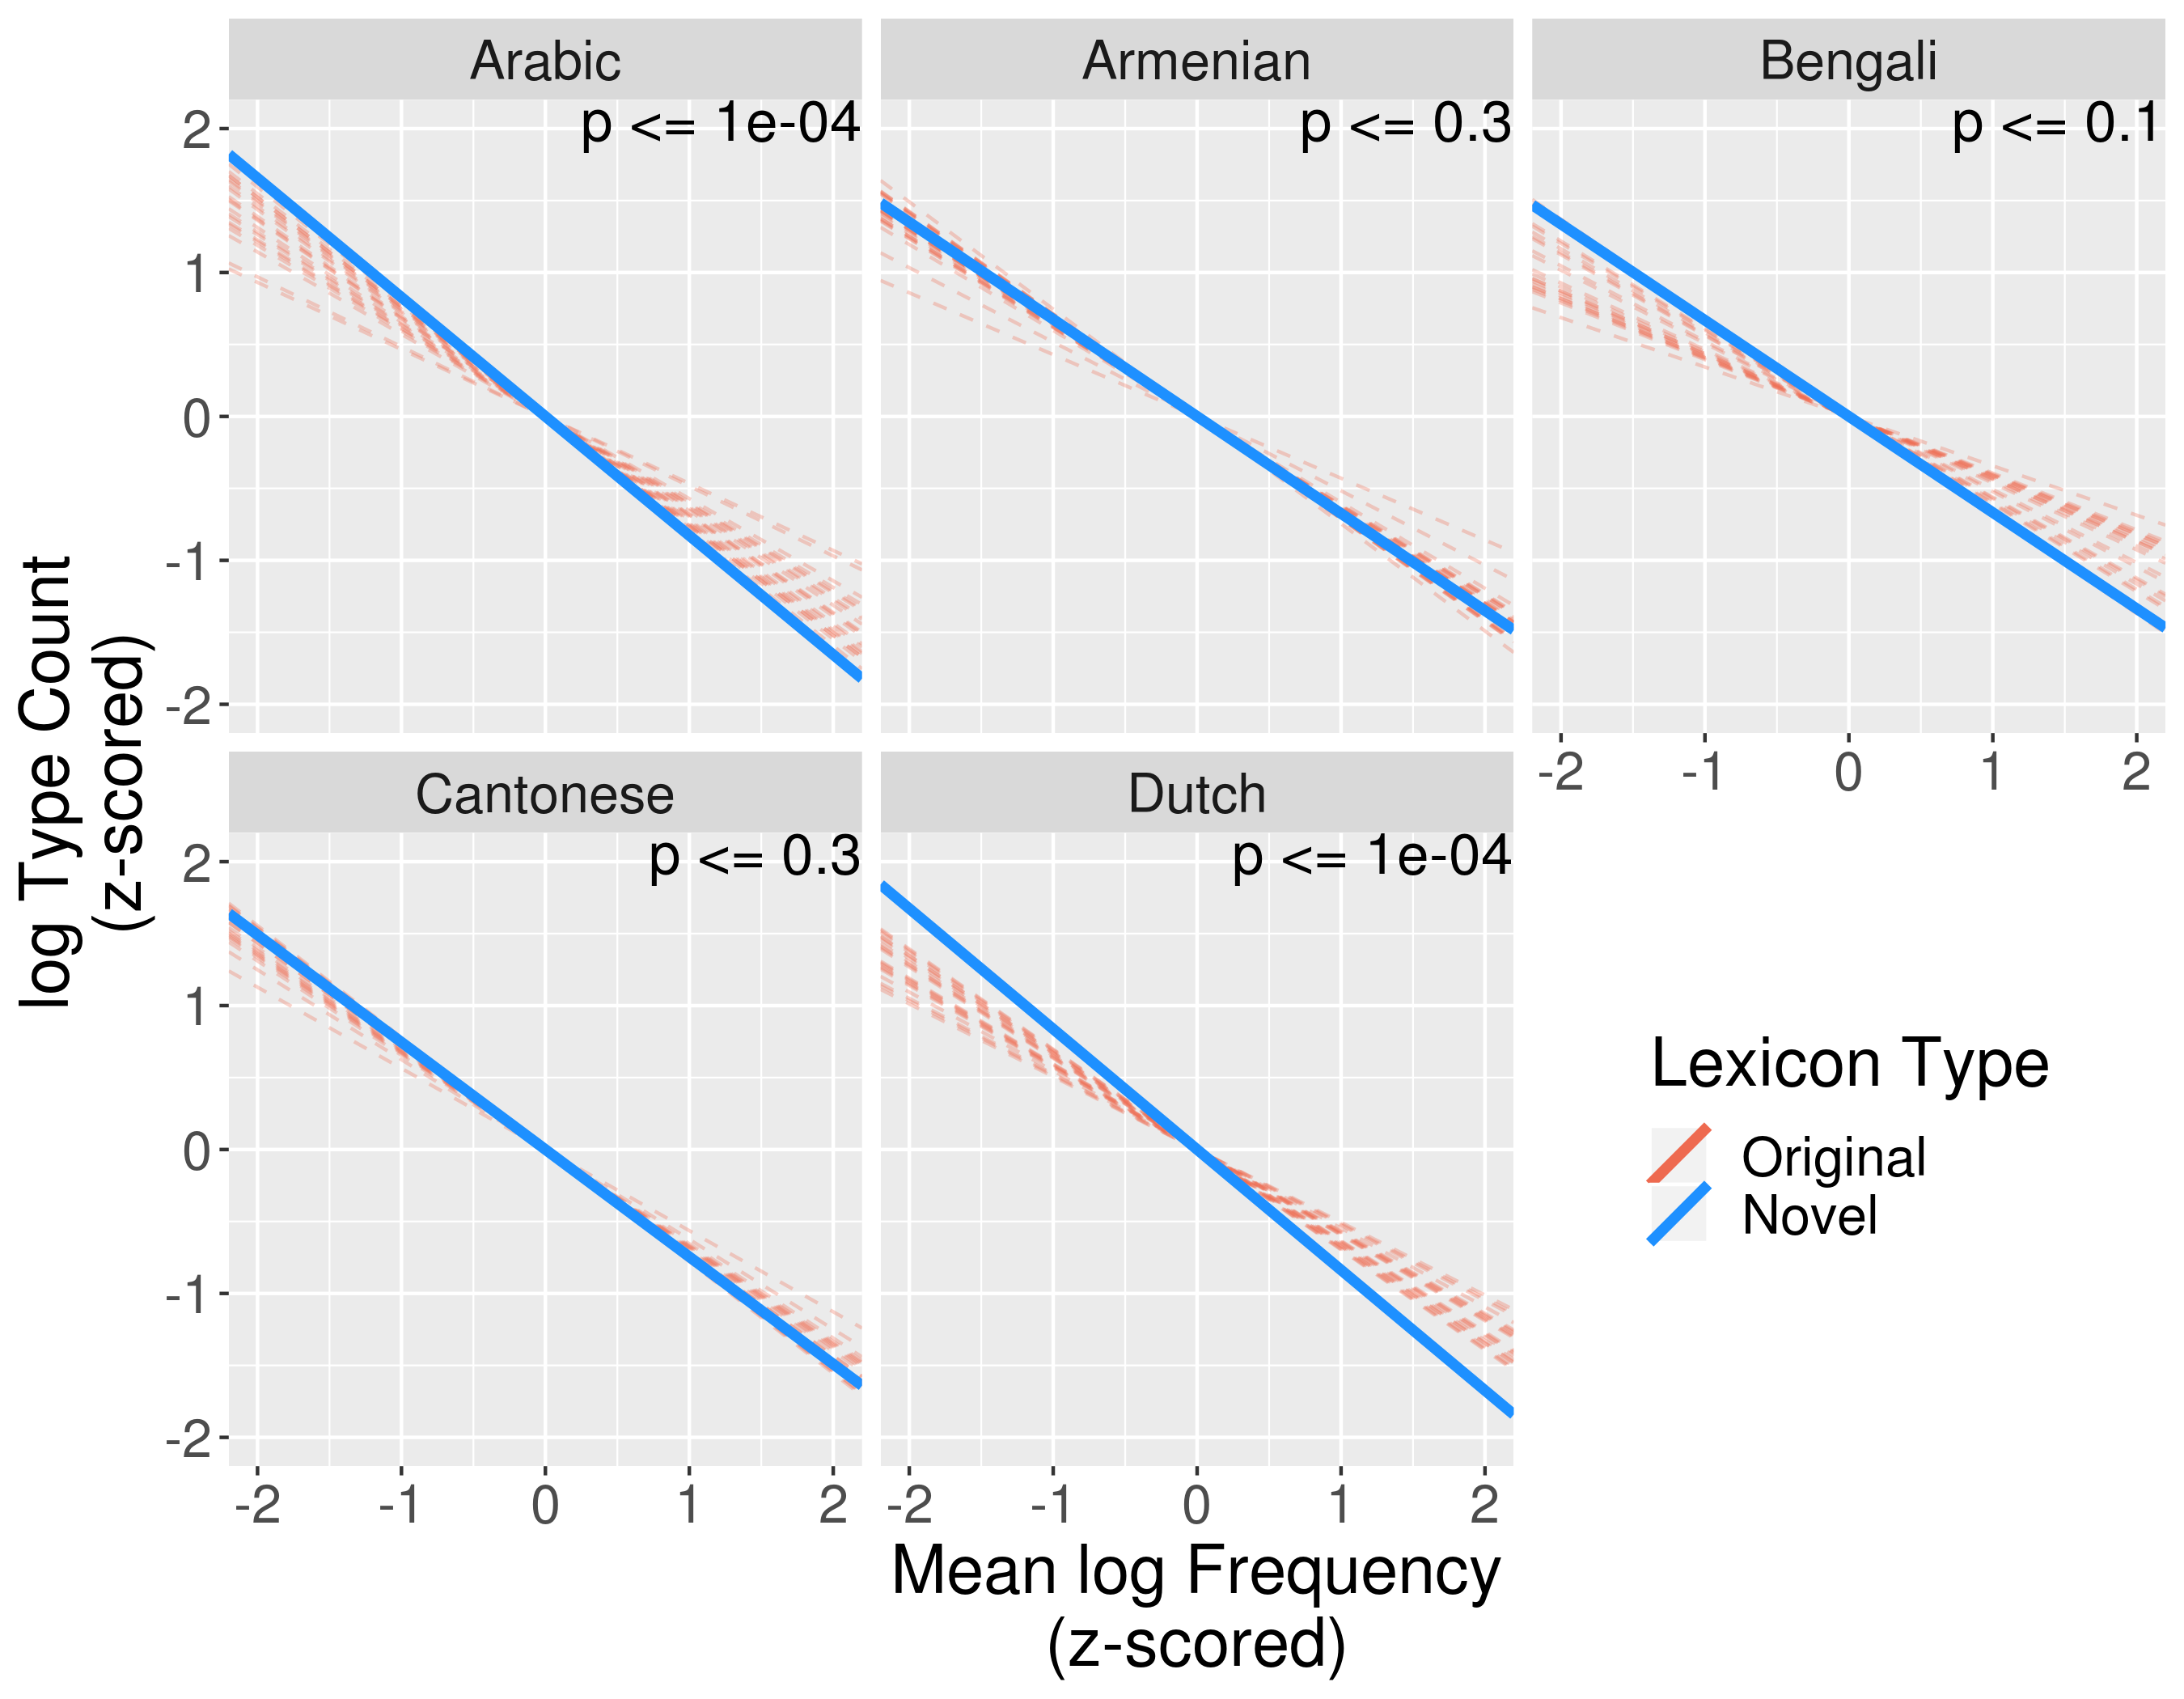 Arabic
Armenian
Bengali
p <= 1e-04
p <= 0.3
p <= 0.1
2
1
0
-1
-2
-2 -1 0 1 2
Cantonese
Dutch
p <= 0.3
p <= 1e-04
2
1
0
-1
-2
-2 -1 0 1 2
-2 -1 0 1 2
log Type Count
(z-scored)
Mean log Frequency
(z-scored)
Lexicon Type
Original
Novel